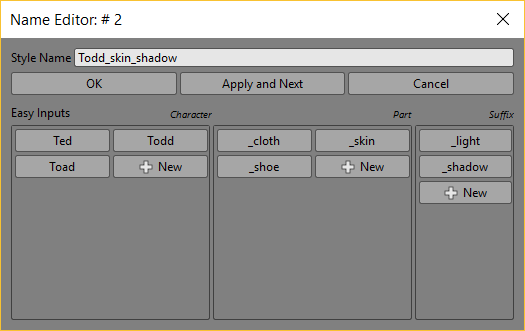 Name Editor: # 2
Style Name Todd_skin_shadow
OK Apply and Next Cancel
Easy Inputs Character Part Suffix
Ted Todd _cloth _skin _light
Toad New _shoe New _shadow
New